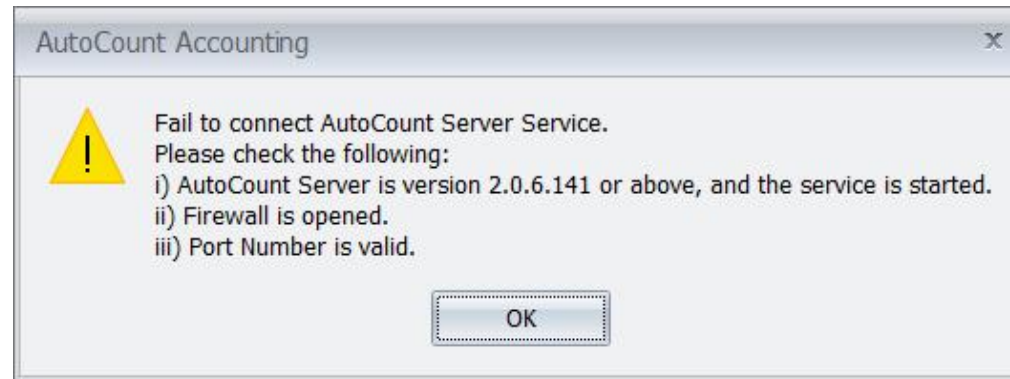 AutoCount Accounting
Fail to connect AutoCount Server Service.
Please check the following:
i) AutoCount Server is version 2.0.6.141 or above, and the service is started.
ii) Firewall is opened.
iii) Port Number is valid.
OK